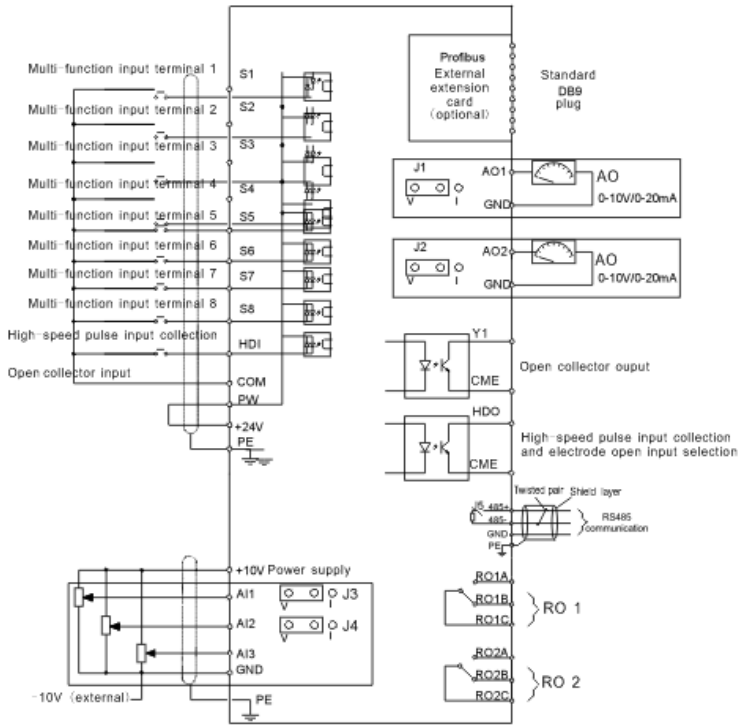 Multi-function input terminal 1
S1
Multi-function input terminal 2
S2
Multi-function input terminal 3
S3
Multi-function input terminal 4
S4
Multi-function input terminal 5
S5
Multi-function input terminal 6
S6
Multi-function input terminal 7
S7
Multi-function input terminal 8
S8
High-speed pulse input collection
HDI
Open collector input
COM
PW
+24V
PE
+10V Power supply
AI1
V
I
J3
AI2
V
I
J4
AI3
GND
-10V (external)
PE
Profibus
External
extension
card
(optional)
Standard
DB9
plug
J1
V
I
AO1
AO
0-10V/0-20mA
GND
J2
V
I
AO2
AO
0-10V/0-20mA
GND
Y1
Open collector ouput
CME
HDO
High-speed pulse input collection
and electrode open input selection
CME
Twisted pair
Shield layer
J5
485+
485-
GND
PE
RS485
communication
RO1A
RO1B
RO1C
RO 1
RO2A
RO2B
RO2C
RO 2